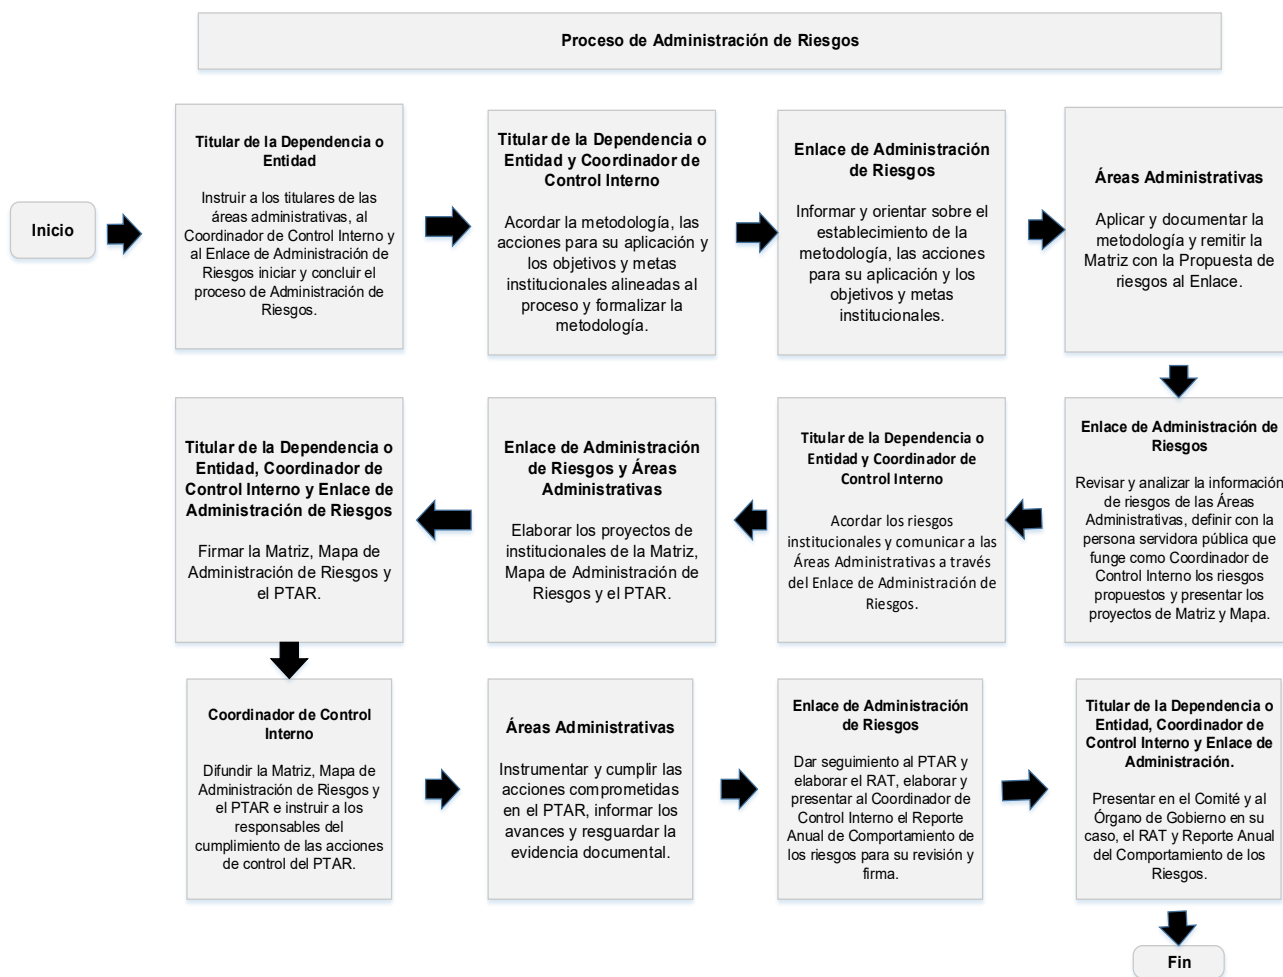 Proceso de Administración de Riesgos
Inicio
Titular de la Dependencia o
Entidad
Instruir a los titulares de las
áreas administrativas, al
Coordinador de Control Interno y
al Enlace de Administración de
Riesgos iniciar y concluir el
proceso de Administración de
Riesgos.
Titular de la Dependencia o
Entidad y Coordinador de
Control Interno
Acordar la metodología, las
acciones para su aplicación y
los objetivos y metas
institucionales alineadas al
proceso y formalizar la
metodología.
Enlace de Administración
de Riesgos
Informar y orientar sobre el
establecimiento de la
metodología, las acciones
para su aplicación y los
objetivos y metas
institucionales.
Áreas Administrativas
Aplicar y documentar la
metodología y remitir la
Matriz con la Propuesta de
riesgos al Enlace.
Enlace de Administración de
Riesgos
Revisar y analizar la información
de riesgos de las Áreas
Administrativas, definir con la
persona servidora pública que
funge como Coordinador de
Control Interno los riesgos
propuestos y presentar los
proyectos de Matriz y Mapa.
Titular de la Dependencia o
Entidad y Coordinador de
Control Interno
Acordar los riesgos
institucionales y comunicar a las
Áreas Administrativas a través
del Enlace de Administración de
Riesgos.
Enlace de Administración
de Riesgos y Áreas
Administrativas
Elaborar los proyectos de
institucionales de la Matriz,
Mapa de Administración de
Riesgos y el PTAR.
Titular de la Dependencia o
Entidad, Coordinador de
Control Interno y Enlace de
Administración de Riesgos
Firmar la Matriz, Mapa de
Administración de Riesgos y
el PTAR.
Coordinador de Control
Interno
Difundir la Matriz, Mapa de
Administración de Riesgos y
el PTAR e instruir a los
responsables del
cumplimiento de las acciones
de control del PTAR.
Áreas Administrativas
Instrumentar y cumplir las
acciones comprometidas
en el PTAR, informar los
avances y resguardar la
evidencia documental.
Enlace de Administración
de Riesgos
Dar seguimiento al PTAR y
elaborar el RAT, elaborar y
presentar al Coordinador de
Control Interno el Reporte
Anual de Comportamiento de
los riesgos para su revisión y
firma.
Titular de la Dependencia o
Entidad, Coordinador de
Control Interno y Enlace de
Administración.
Presentar en el Comité y al
Órgano de Gobierno en su
caso, el RAT y Reporte Anual
del Comportamiento de los
Riesgos.
Fin